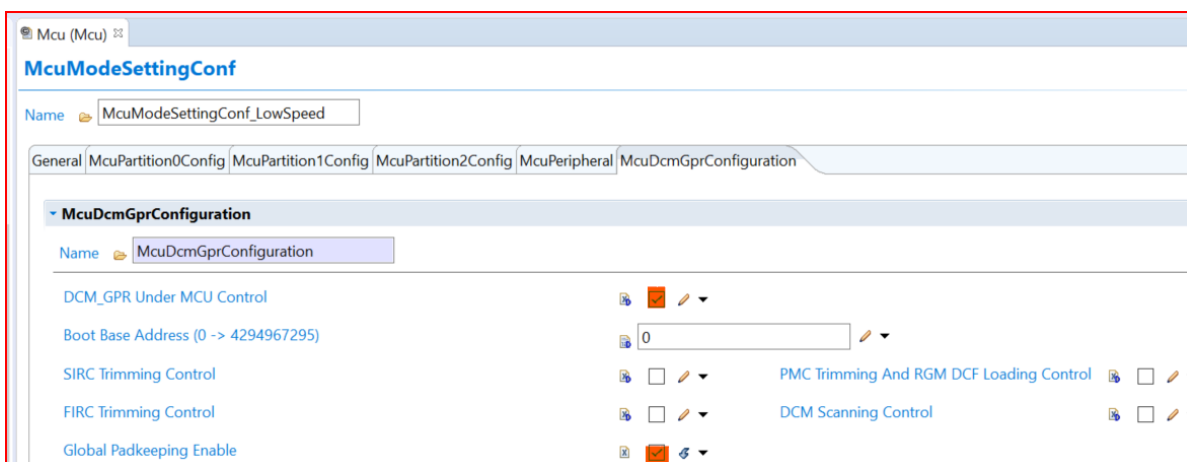 Mcu (Mcu)
McuModeSettingConf
Name McuModeSettingConf_LowSpeed
General McuPartition0Config McuPartition1Config McuPartition2Config McuPeripheral McuDcmGprConfiguration
McuDcmGprConfiguration
Name McuDcmGprConfiguration
DCM_GPR Under MCU Control
Boot Base Address (0 -> 4294967295) 0
SIRC Trimming Control PMC Trimming And RGM DCF Loading Control
FIRC Trimming Control DCM Scanning Control
Global Padkeeping Enable